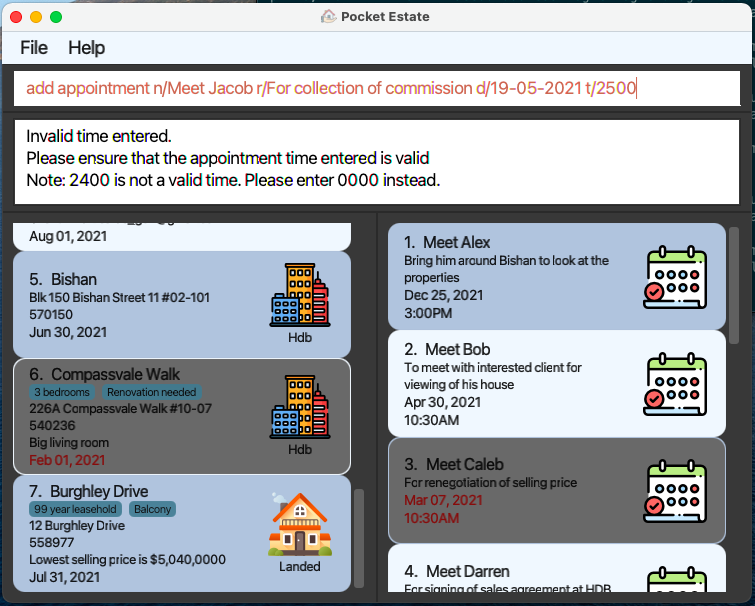 Pocket Estate
File Help
add appointment n/Meet Jacob r/For collection of commission d/19-05-2021 t/2500
Invalid time entered.
Please ensure that the appointment time entered is valid
Note: 2400 is not a valid time. Please enter 0000 instead.
Aug 01, 2021
5. Bishan
Blk 150 Bishan Street 11 #02-101
570150
Jun 30, 2021
Hdb
6. Compassvale Walk
3 bedrooms Renovation needed
226A Compassvale Walk #10-07
540236
Big living room
Feb 01, 2021
Hdb
7. Burghley Drive
99 year leasehold Balcony
12 Burghley Drive
558977
Lowest selling price is $5,040,0000
Jul 31, 2021
Landed
1. Meet Alex
Bring him around Bishan to look at the
properties
Dec 25, 2021
3:00PM
2. Meet Bob
To meet with interested client for
viewing of his house
Apr 30, 2021
10:30AM
3. Meet Caleb
For renegotiation of selling price
Mar 07, 2021
10:30AM
4. Meet Darren
For signing of sales agreement at HDB